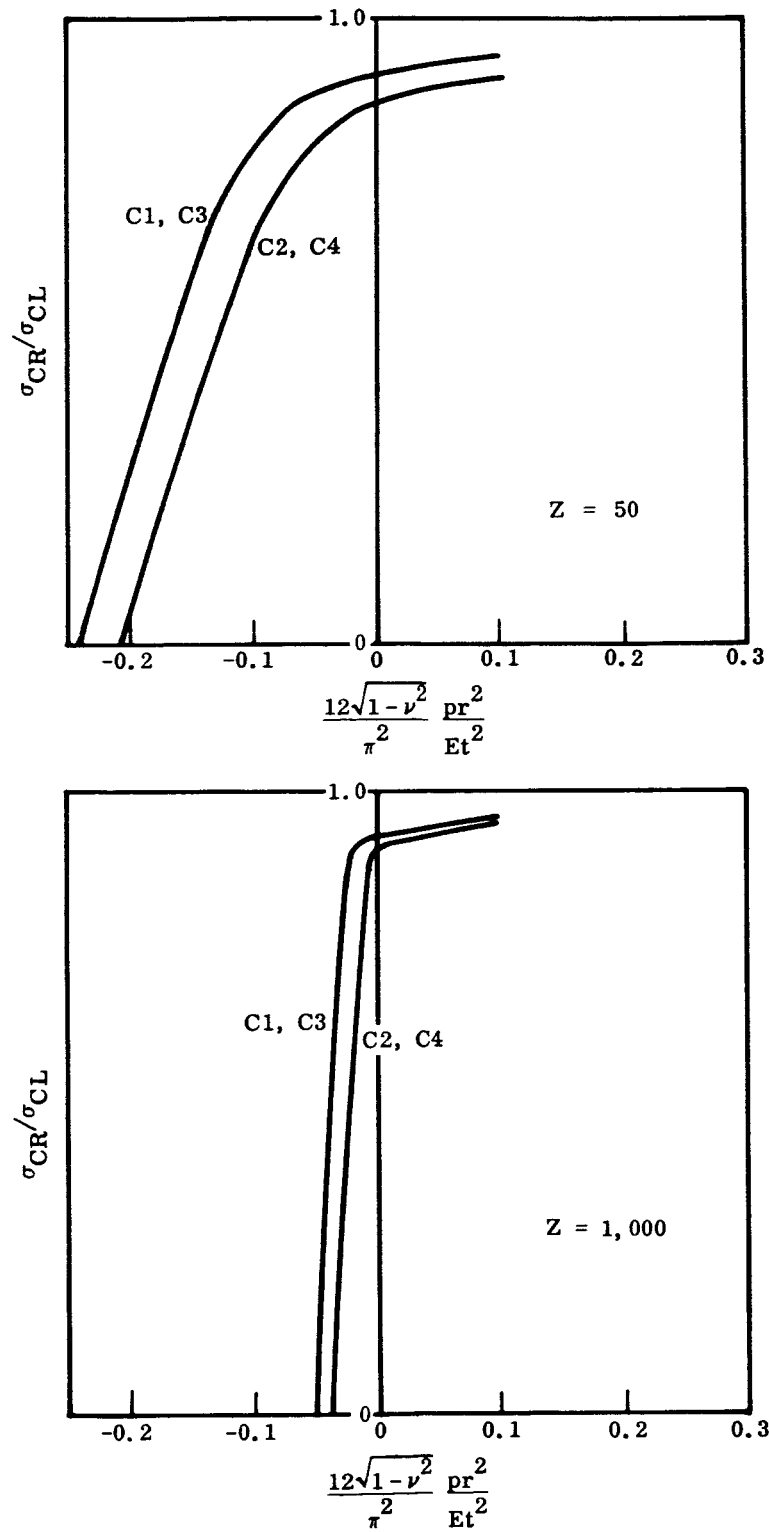 1.0
C1, C3
C2, C4
σCR/σCL
Z = 50
0
-0.2 -0.1 0 0.1 0.2 0.3
12√1-ν² pr²
π² Et²
1.0
C1, C3
C2, C4
σCR/σCL
Z = 1,000
0
-0.2 -0.1 0 0.1 0.2 0.3
12√1-ν² pr²
π² Et²